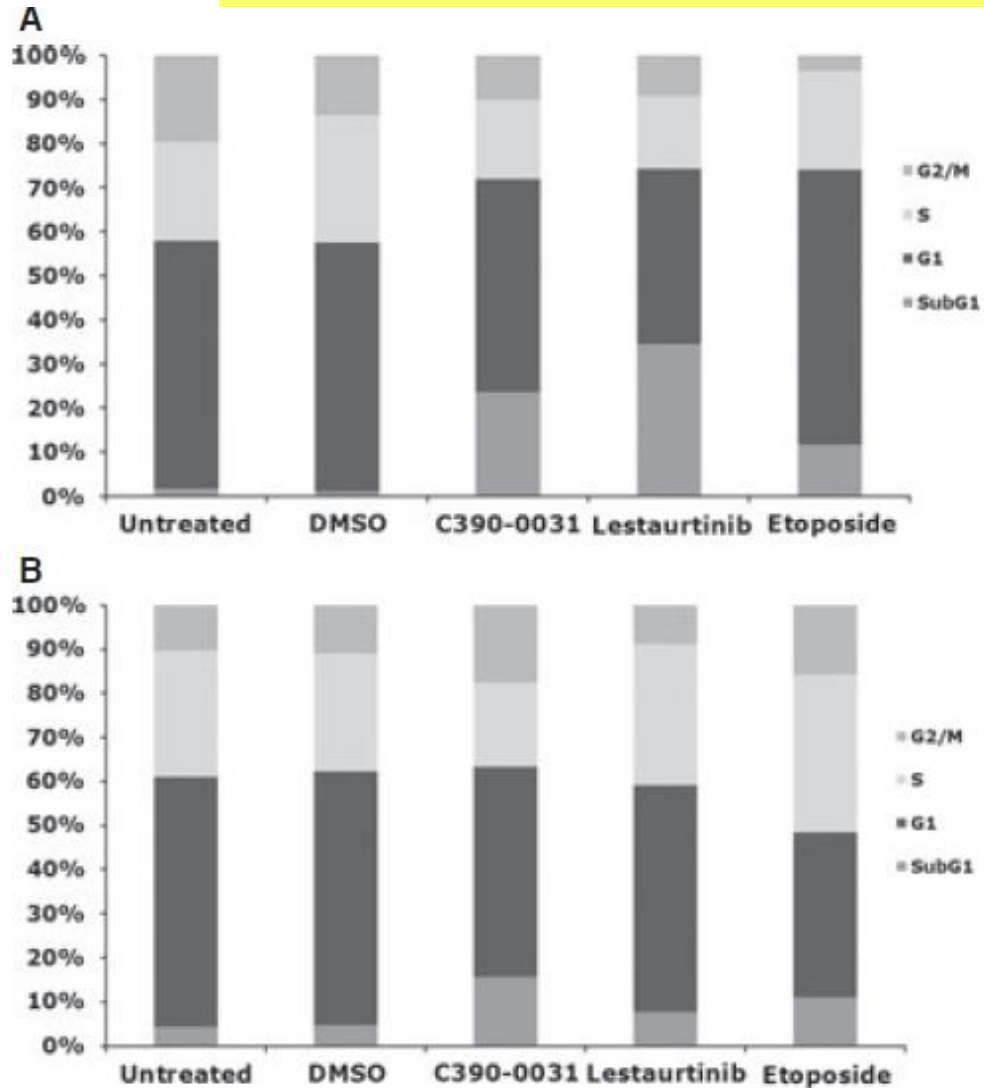 A
100%
90%
80%
70%
60%
50%
40%
30%
20%
10%
0%
Untreated DMSO C390-0031 Lestaurtinib Etoposide
G2/M
S
G1
SubG1
B
100%
90%
80%
70%
60%
50%
40%
30%
20%
10%
0%
Untreated DMSO C390-0031 Lestaurtinib Etoposide
G2/M
S
G1
SubG1